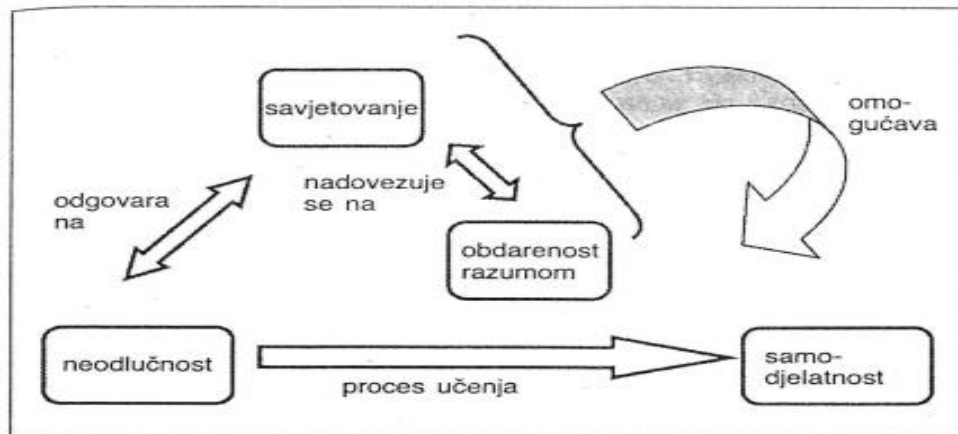 savjetovanje
omo-
gućava
odgovara
na
nadovezuje
se na
obdarenost
razumom
neodlučnost
proces učenja
samo-
djelatnost